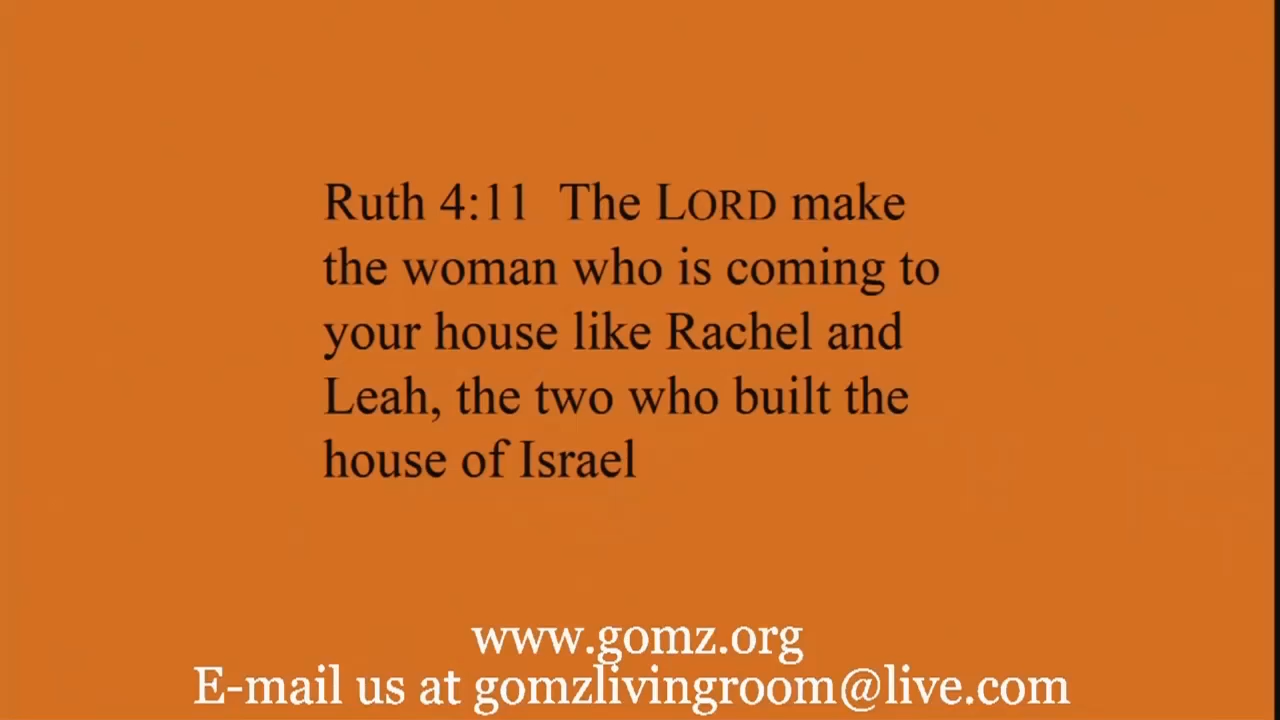 Ruth 4:11  The LORD make
the woman who is coming to
your house like Rachel and
Leah, the two who built the
house of Israel
www.gomz.org
E-mail us at gomzlivingroom@live.com